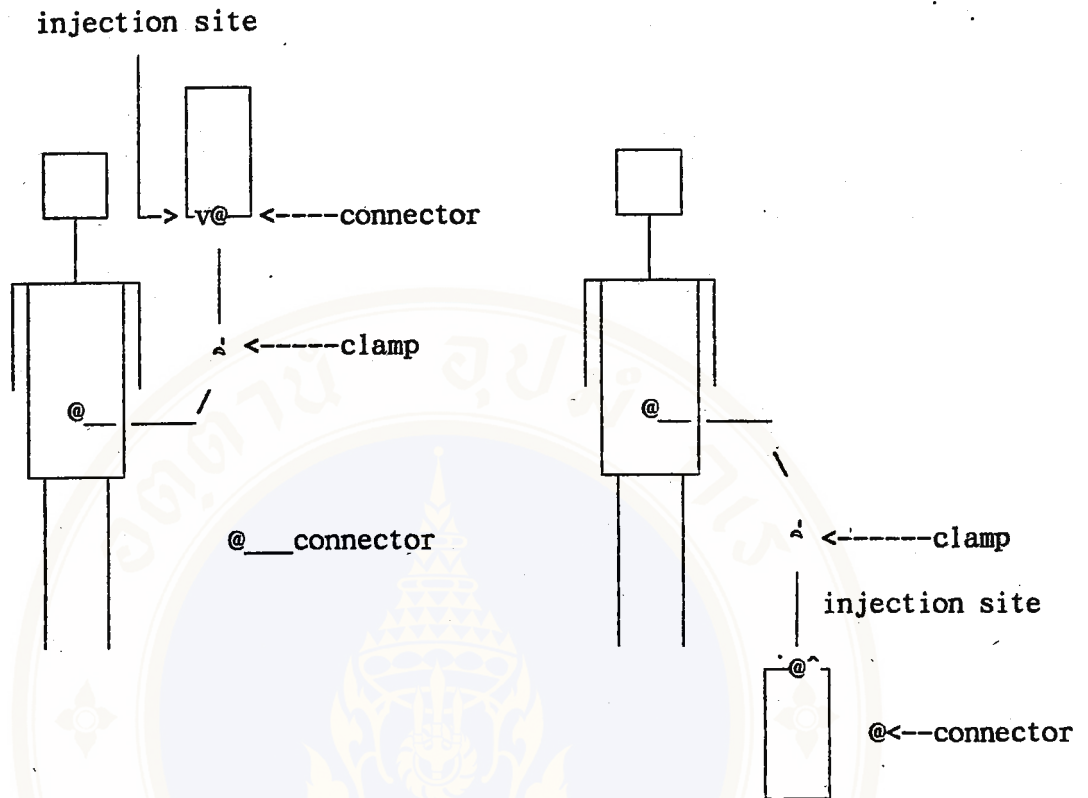 injection site
v@ <----connector
<-----clamp
@
@
@___connector
<------clamp
injection site
@^
@<--connector